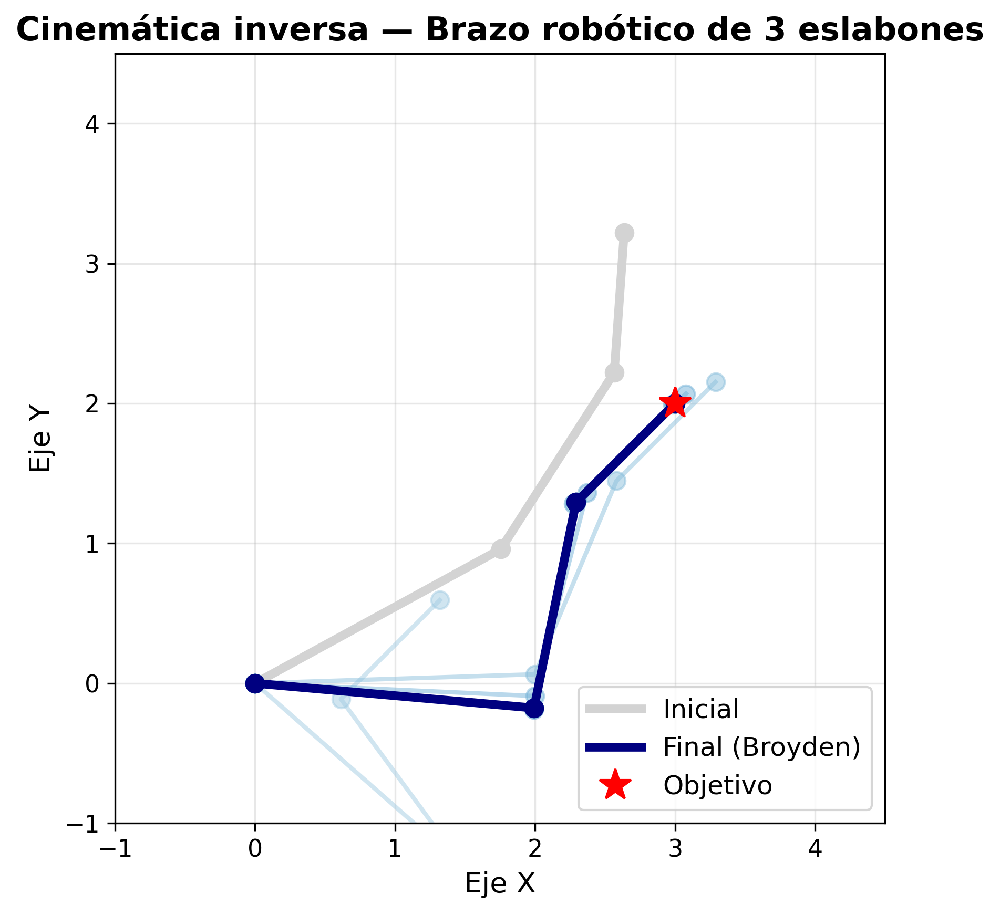 Cinemática inversa — Brazo robótico de 3 eslabones
Eje Y
4
3
2
1
0
−1
−1 0 1 2 3 4
Eje X
Inicial
Final (Broyden)
Objetivo